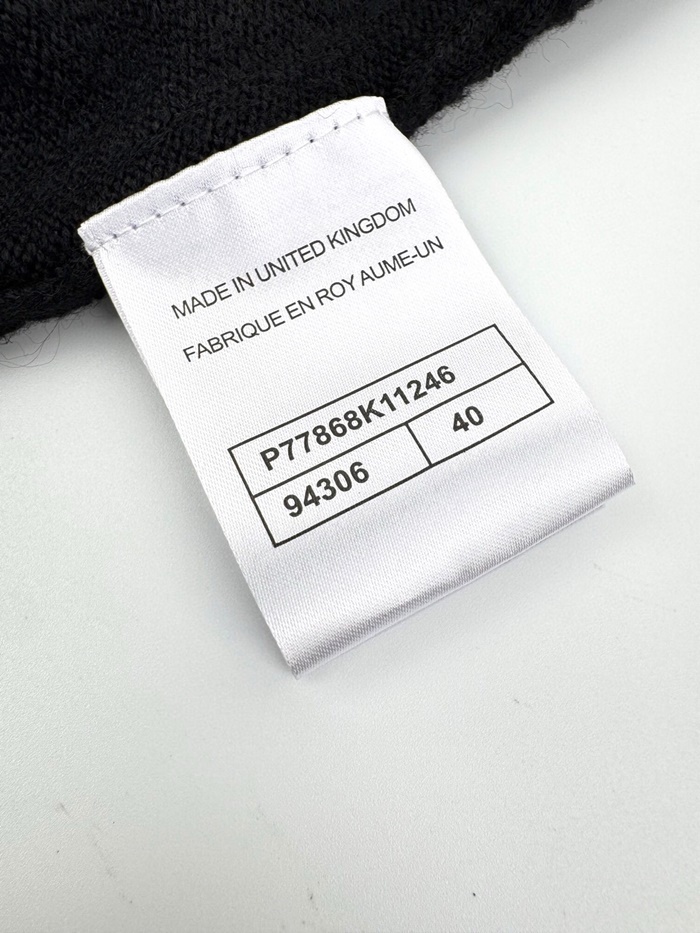 MADE IN UNITED KINGDOM
FABRIQUE EN ROY AUME-UN
P77868K11246
94306 40